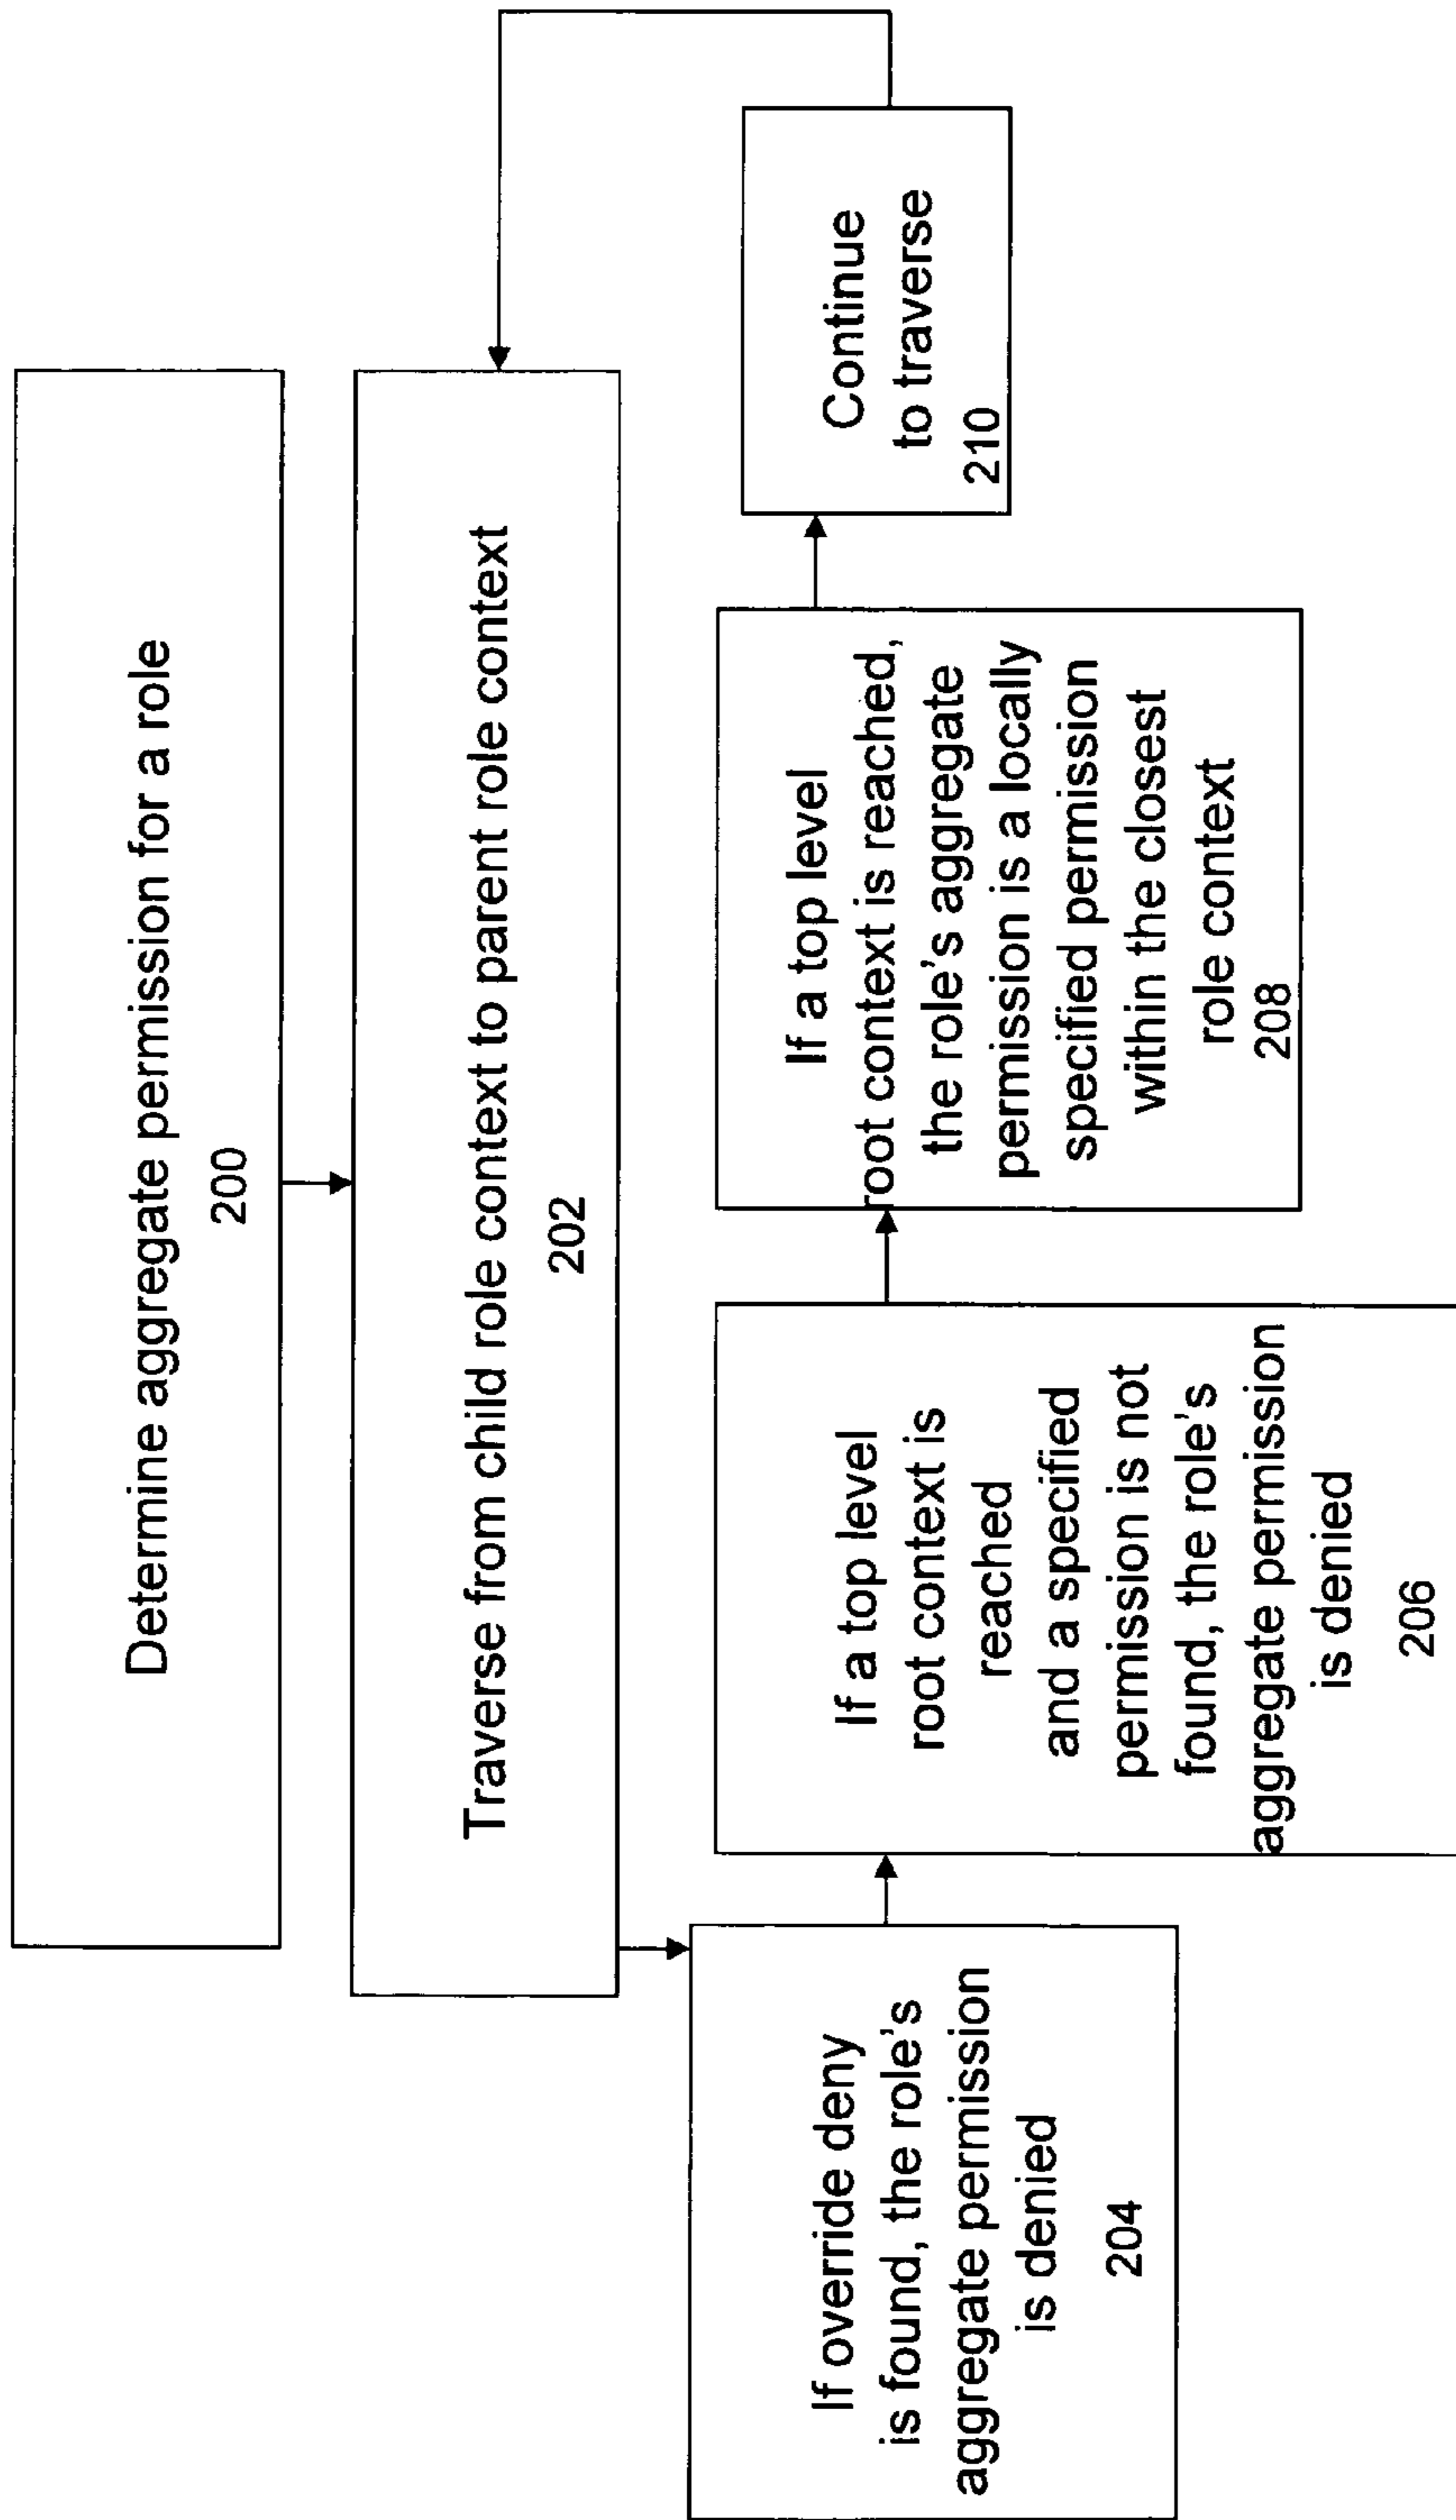 Determine aggregate permission for a role
200
Traverse from child role context to parent role context
202
If override deny
is found, the role's
aggregate permission
is denied
204
If a top level
root context is
reached
and a specified
permission is not
found, the role's
aggregate permission
is denied
206
If a top level
root context is reached,
the role's aggregate
permission is a locally
specified permission
within the closest
role context
208
Continue
to traverse
210